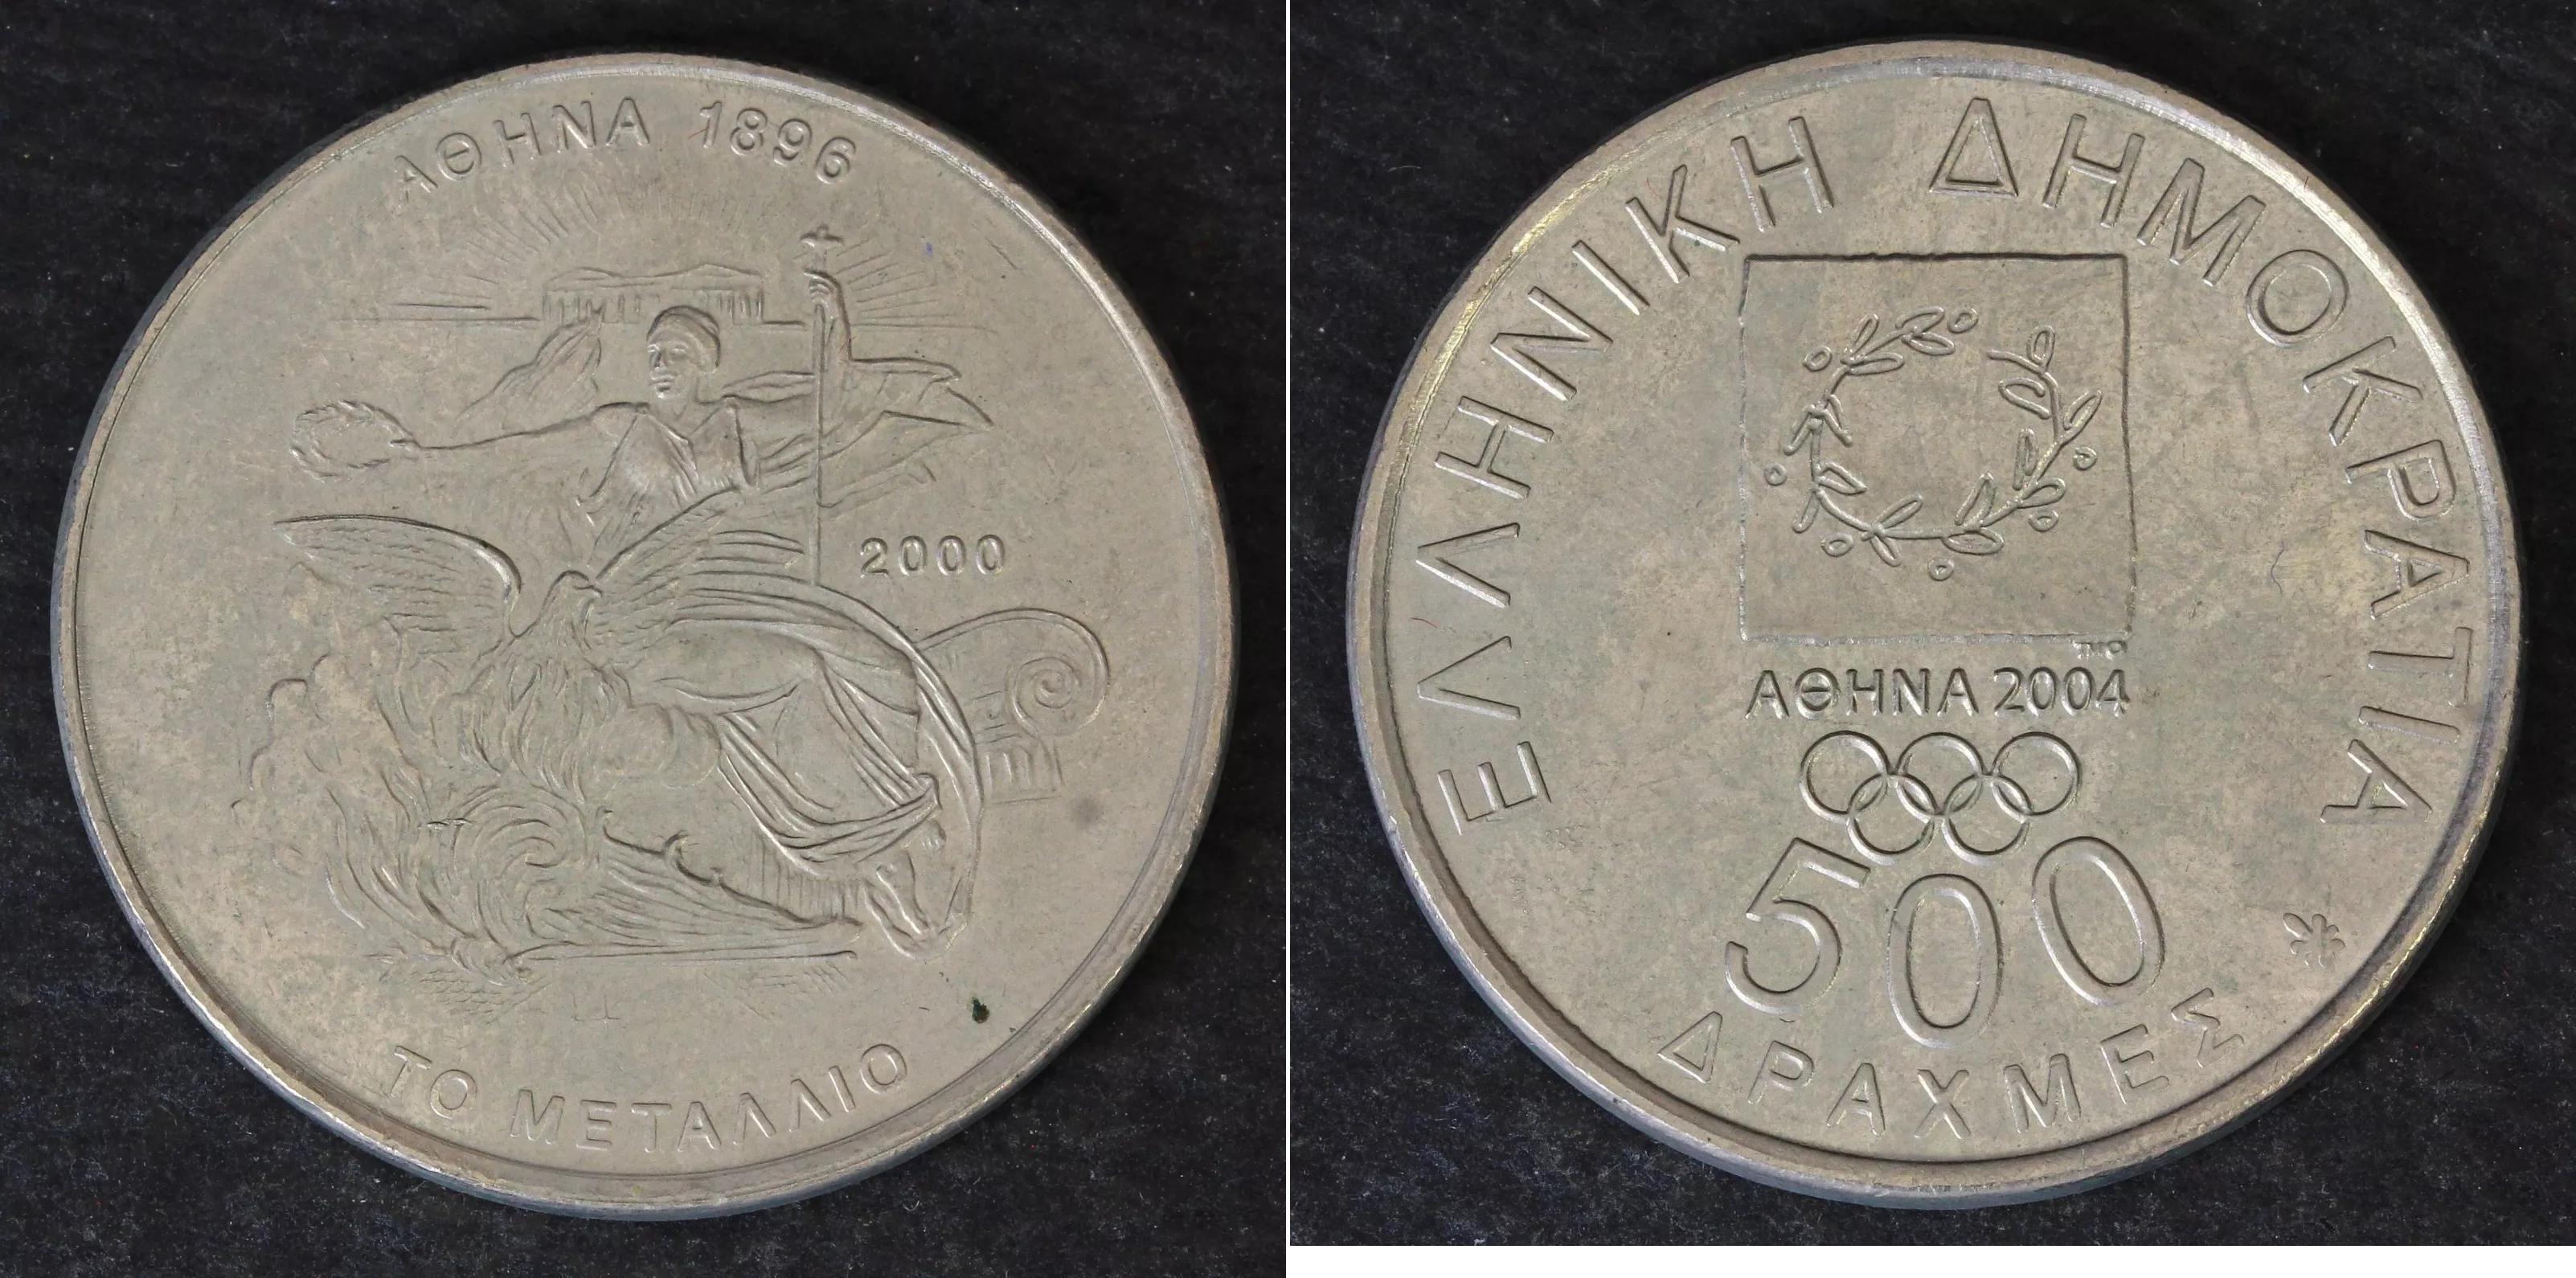 ΑΘΗΝΑ 1896
2000
ΤΟ ΜΕΤΑΛΛΙΟ
ΕΛΛΗΝΙΚΗ ΔΗΜΟΚΡΑΤΙΑ
ΑΘΗΝΑ 2004
500
ΔΡΑΧΜΕΣ